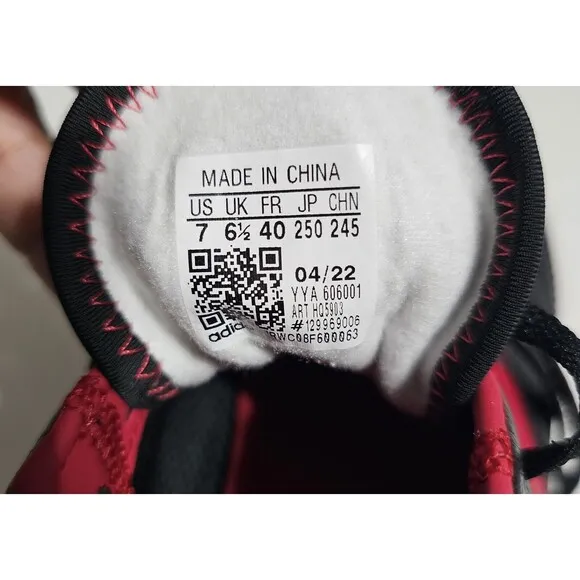 MADE IN CHINA
US UK FR JP CHN
7 6½ 40 250 245
04/22
YYA 606001
ART HQ5903
#129969006
adidas